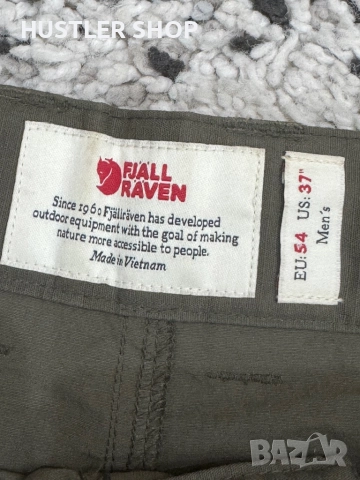 HUSTLER SHOP
FJÄLL
RÄVEN
Since 1960 Fjällräven has developed
outdoor equipment with the goal of making
nature more accessible to people.
Made in Vietnam
EU: 54 US: 37"
Men's
BAZAR